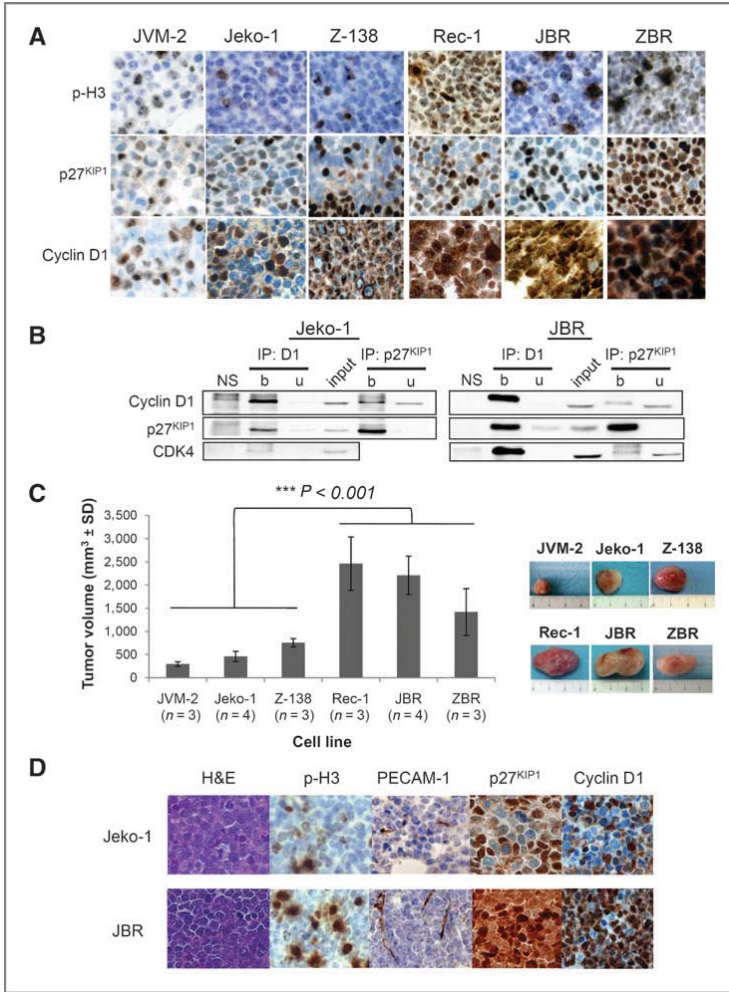 A
JVM-2 Jeko-1 Z-138 Rec-1 JBR ZBR
p-H3
p27KIP1
Cyclin D1
B
Jeko-1 JBR
IP: D1 input IP: p27KIP1 IP: D1 input IP: p27KIP1
NS b u b u NS b u b u
Cyclin D1
p27KIP1
CDK4
C
*** P < 0.001
Tumor volume (mm3 ± SD)
3,500
3,000
2,500
2,000
1,500
1,000
500
0
JVM-2 Jeko-1 Z-138 Rec-1 JBR ZBR
(n = 3) (n = 4) (n = 3) (n = 3) (n = 4) (n = 3)
Cell line
JVM-2 Jeko-1 Z-138
Rec-1 JBR ZBR
D
H&E p-H3 PECAM-1 p27KIP1 Cyclin D1
Jeko-1
JBR